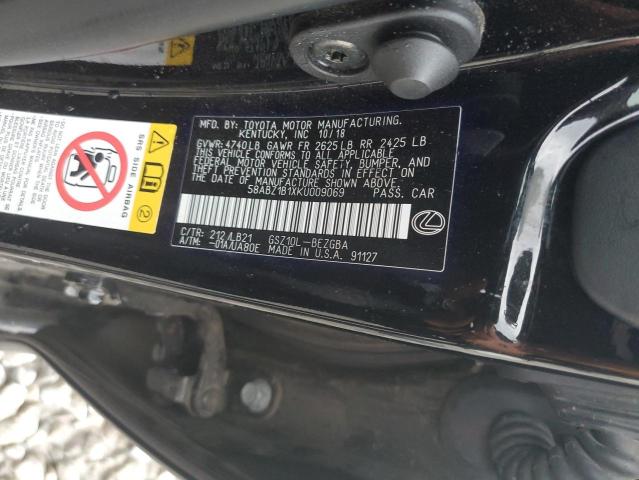 MFD. BY: TOYOTA MOTOR MANUFACTURING.
KENTUCKY, INC 10/18
GVWR: 4740LB GAWR FR 2625LB RR 2425 LB
THIS VEHICLE CONFORMS TO ALL APPLICABLE
FEDERAL MOTOR VEHICLE SAFETY, BUMPER, AND
THEFT PREVENTION STANDARDS IN EFFECT ON
THE DATE OF MANUFACTURE SHOWN ABOVE.
58ABZ1B1XKU009069 PASS. CAR
C/TR: 212/LB21 GSZ10L-BEZGBA
A/TM: -01A/UA80E MADE IN U.S.A. 91127
SRS SIDE AIRBAG
2